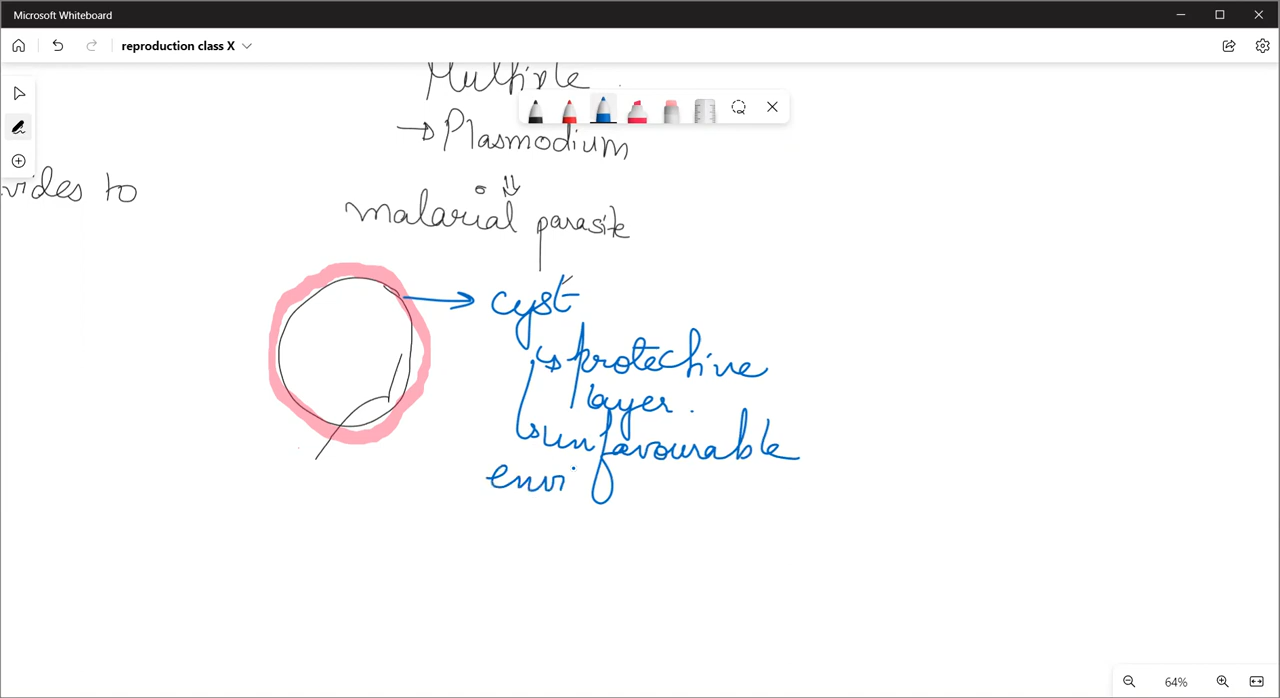 Microsoft Whiteboard
reproduction class X
Multiple
→ Plasmodium
vides to
malarial parasite
→ cyst
↳ protective
layer.
↳ unfavourable
envi
64%